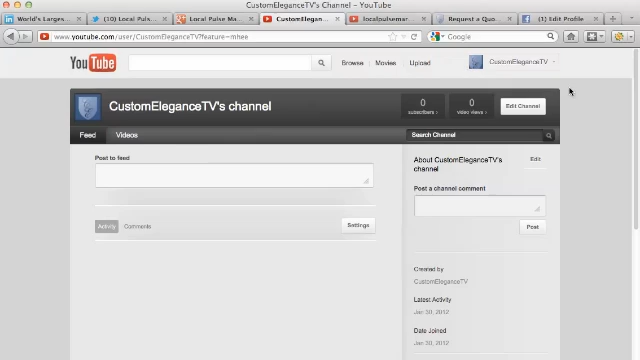 CustomEleganceTV's Channel – YouTube
World's Larges...
(10) Local Puls...
Local Pulse Ma...
CustomElegan...
localpulsemar...
Request a Quo...
(1) Edit Profile
www.youtube.com/user/CustomEleganceTV?feature=mhee
Google
YouTube
Browse
Movies
Upload
CustomEleganceTV
CustomEleganceTV's channel
0
subscribers
0
video views
Edit Channel
Feed
Videos
Search Channel
Post to feed
About CustomEleganceTV's
channel
Edit
Post a channel comment
Activity
Comments
Settings
Post
Created by
CustomEleganceTV
Latest Activity
Jan 30, 2012
Date Joined
Jan 30, 2012